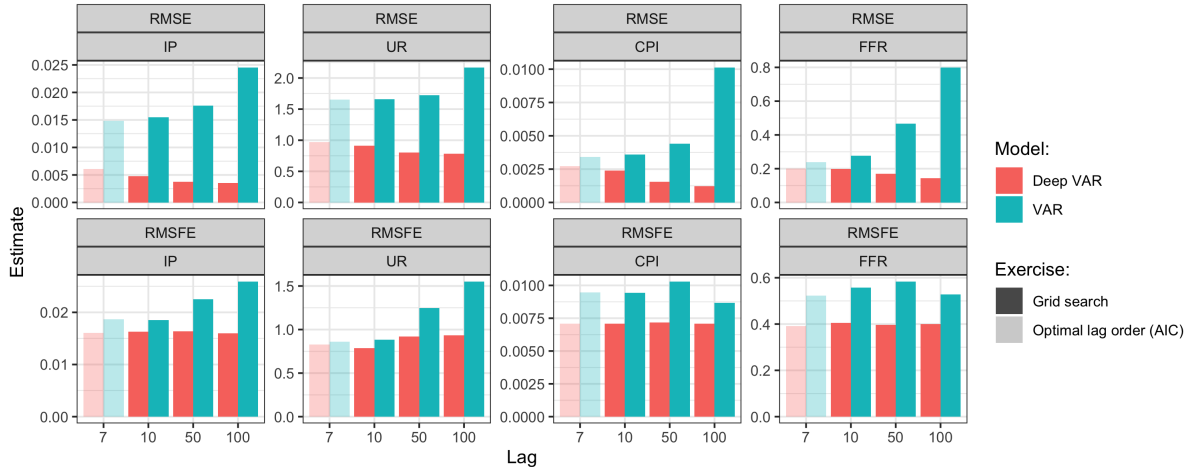 RMSE RMSE RMSE RMSE
IP UR CPI FFR
0.025
0.020
0.015
0.010
0.005
0.000
2.0
1.5
1.0
0.5
0.0
0.0100
0.0075
0.0050
0.0025
0.0000
0.8
0.6
0.4
0.2
0.0
RMSFE RMSFE RMSFE RMSFE
IP UR CPI FFR
0.02
0.01
0.00
1.5
1.0
0.5
0.0
0.0100
0.0075
0.0050
0.0025
0.0000
0.6
0.4
0.2
0.0
7 10 50 100 7 10 50 100 7 10 50 100 7 10 50 100
Lag
Estimate
Model:
Deep VAR
VAR
Exercise:
Grid search
Optimal lag order (AIC)